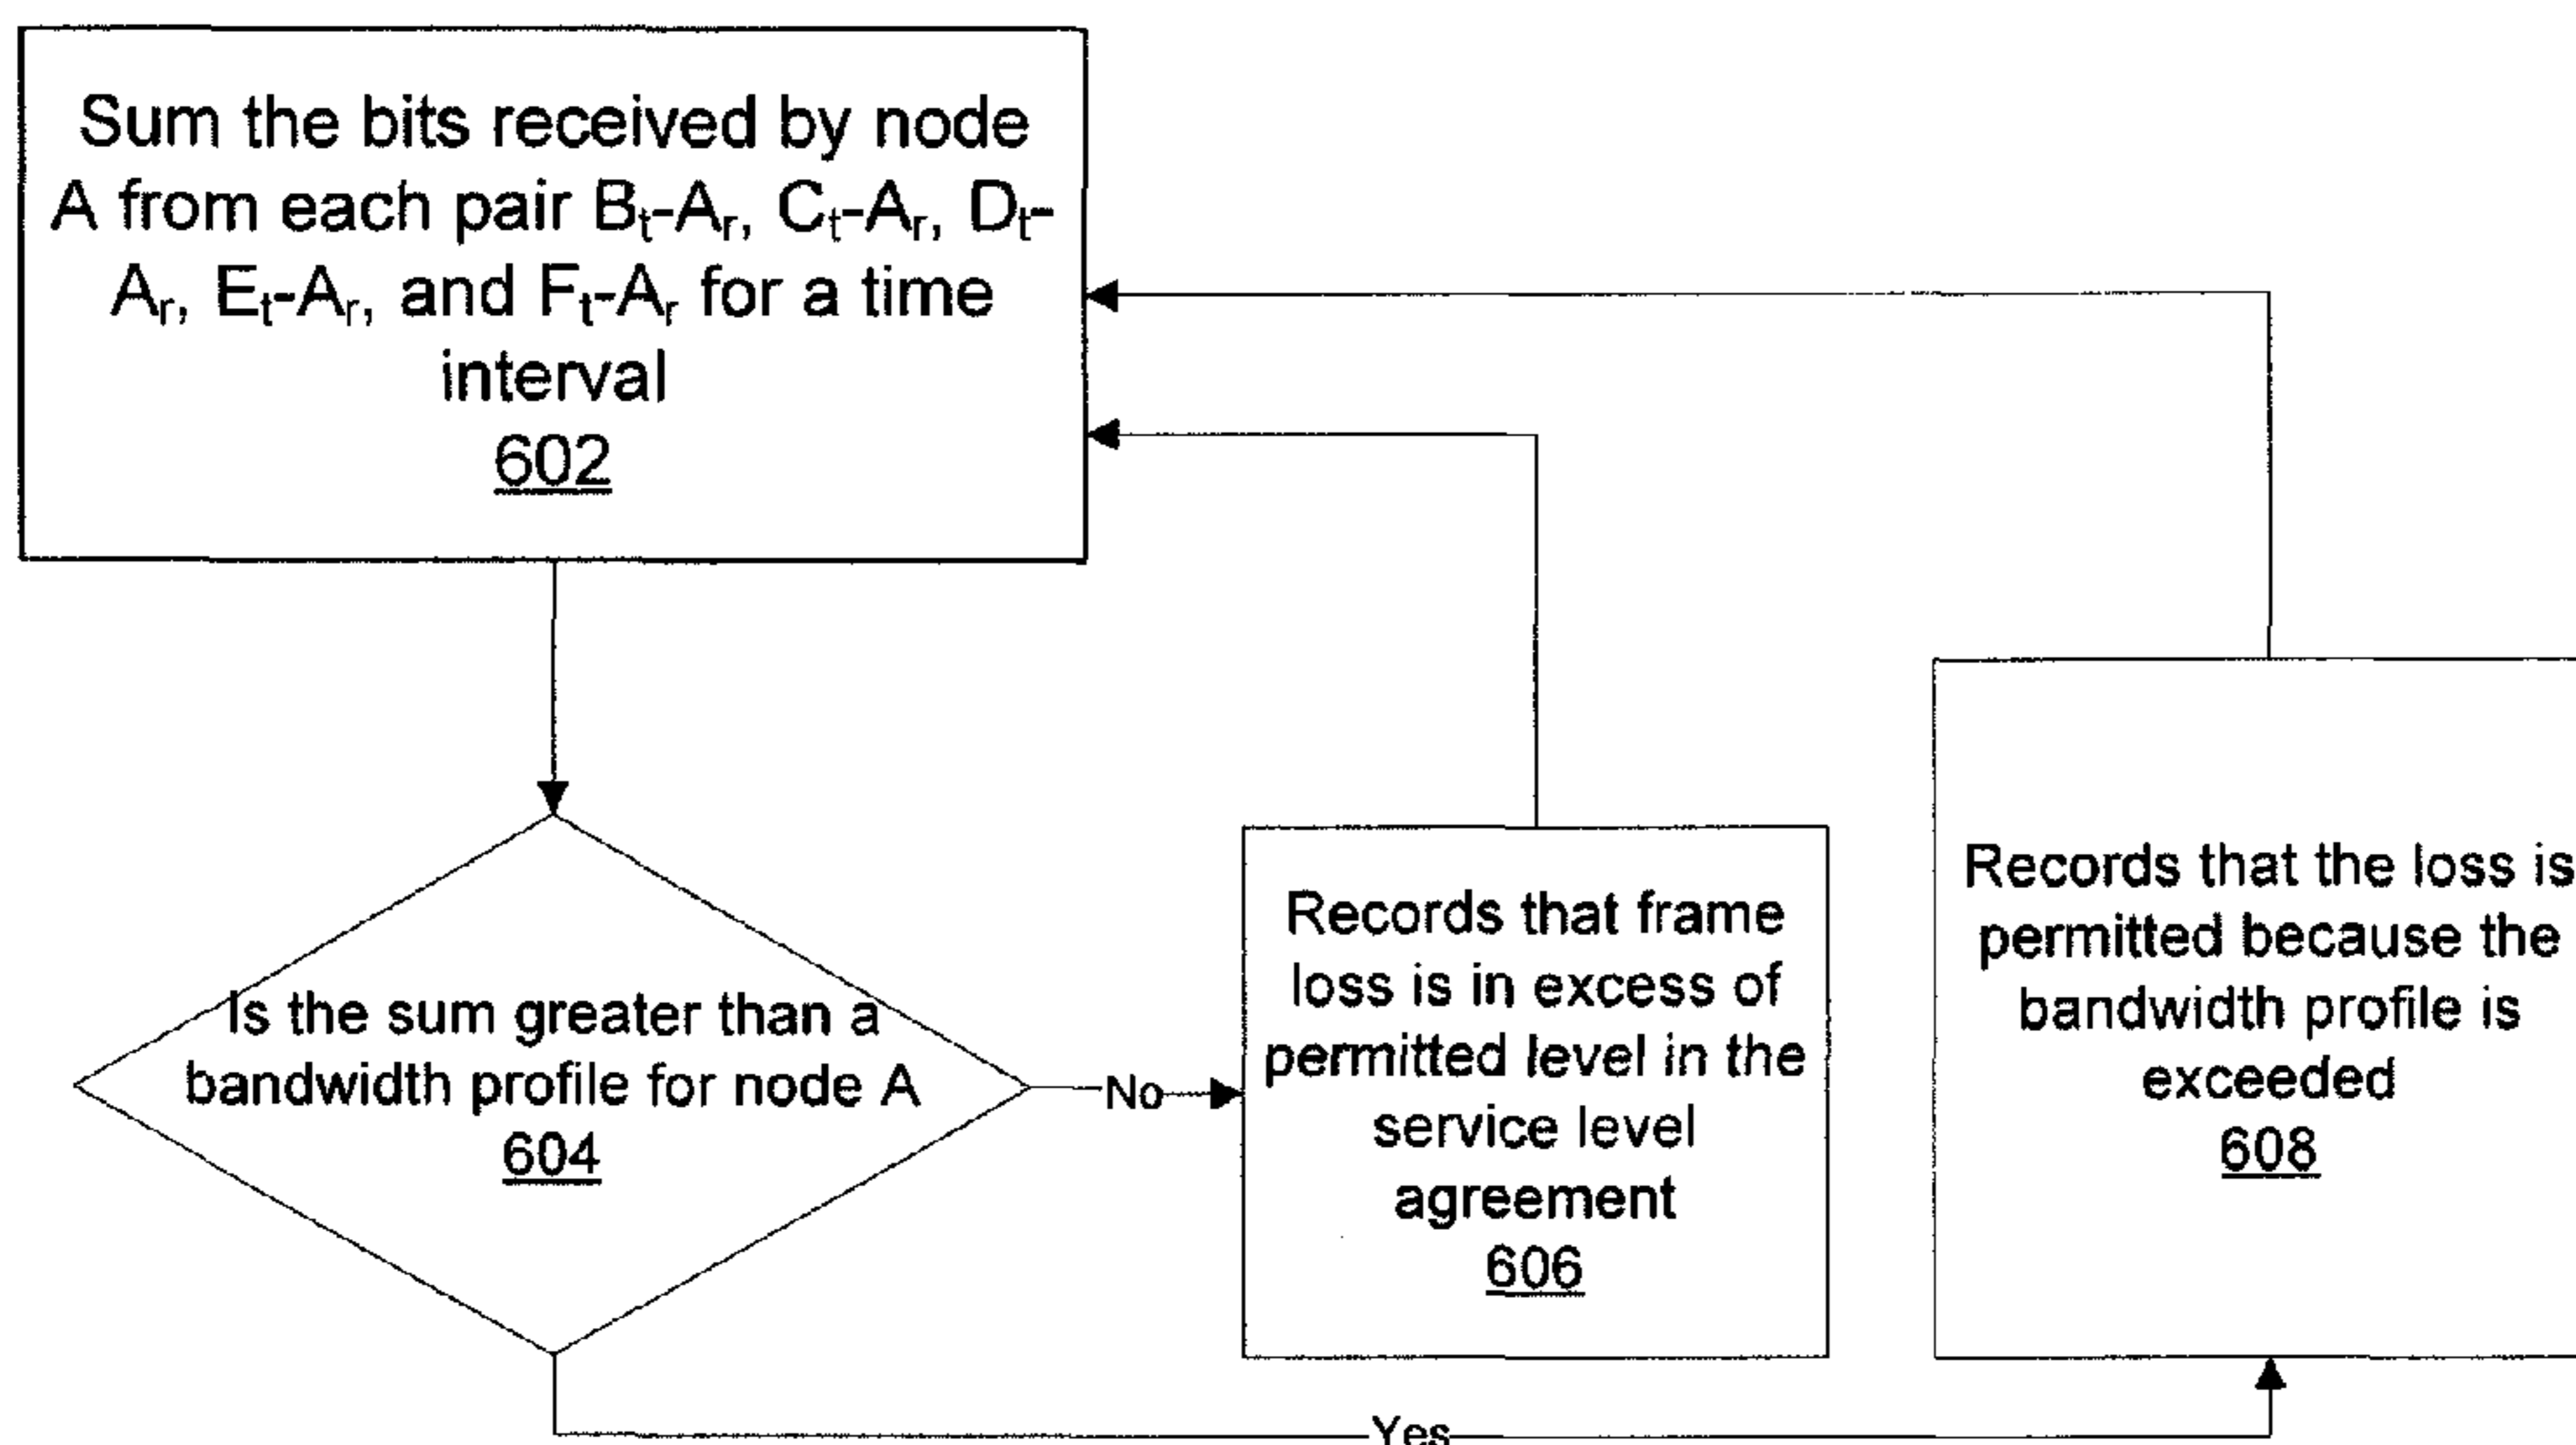 Sum the bits received by node
A from each pair Bₜ-Aᵣ, Cₜ-Aᵣ, Dₜ-
Aᵣ, Eₜ-Aᵣ, and Fₜ-Aᵣ for a time
interval
602
Is the sum greater than a
bandwidth profile for node A
604
No
Records that frame
loss is in excess of
permitted level in the
service level
agreement
606
Records that the loss is
permitted because the
bandwidth profile is
exceeded
608
Yes